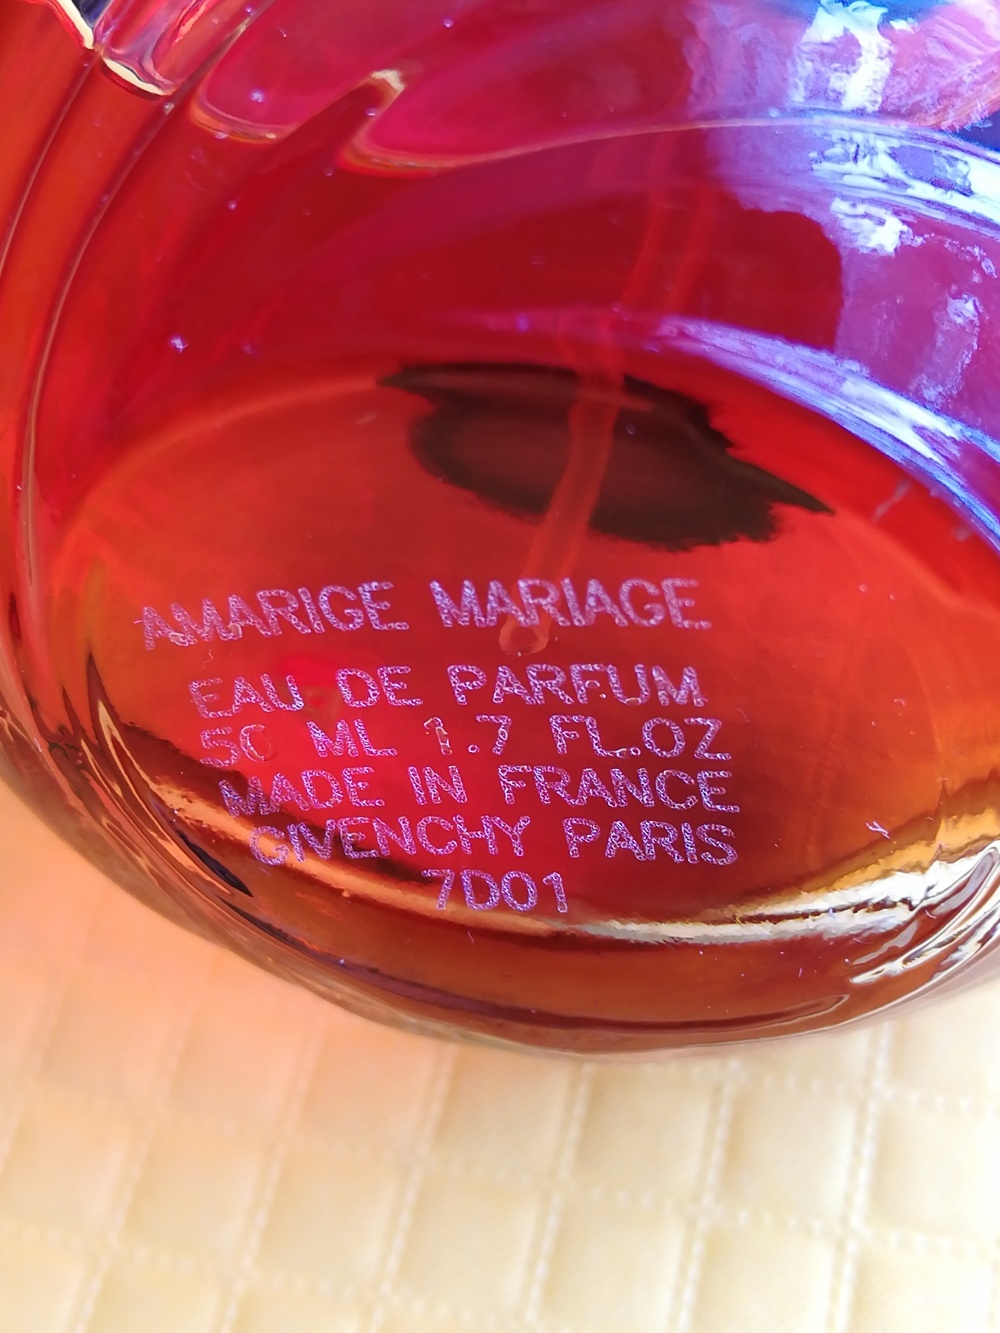 AMARIGE MARIAGE
EAU DE PARFUM
50 ML 1.7 FL.OZ
MADE IN FRANCE
GIVENCHY PARIS
7D01